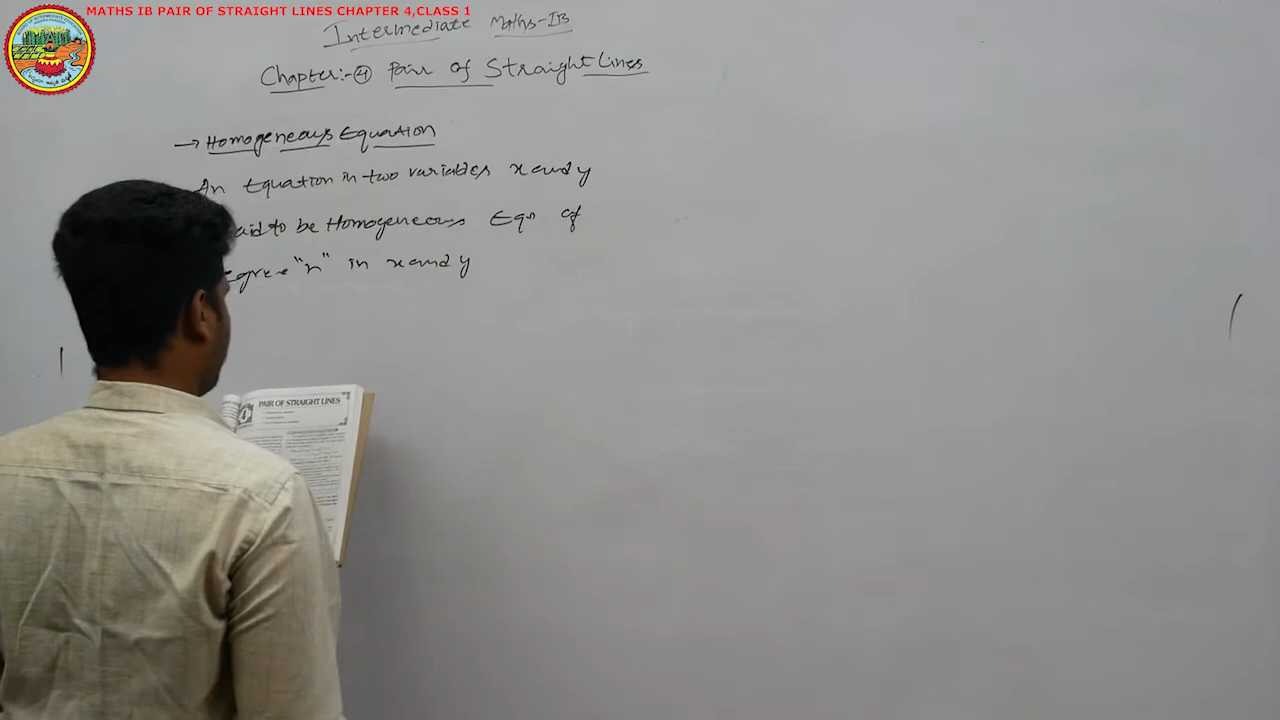 MATHS IB PAIR OF STRAIGHT LINES CHAPTER 4,CLASS 1
Intermediate Maths-IB
Chapter:-④ Pair of Straight Lines
→ Homogeneous Equation
An Equation in two variables x and y
said to be Homogeneous Eqn of
degree "n" in x and y
4
PAIR OF STRAIGHT LINES